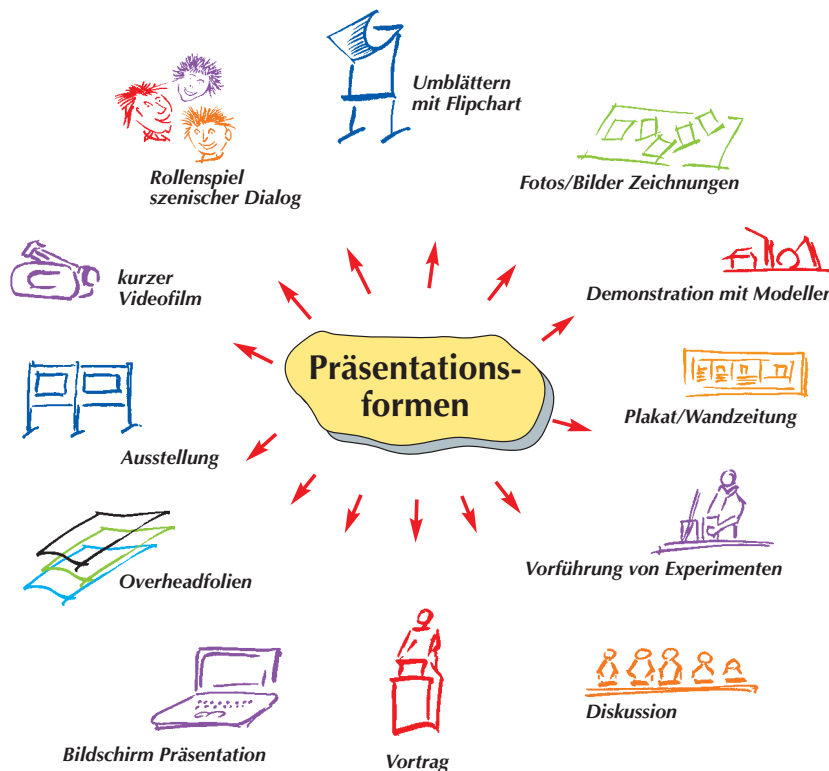 Umblättern
mit Flipchart
Rollenspiel
szenischer Dialog
Fotos/Bilder Zeichnungen
kurzer
Videofilm
Demonstration mit Modellen
Präsentations-
formen
Plakat/Wandzeitung
Ausstellung
Overheadfolien
Vorführung von Experimenten
Diskussion
Bildschirm Präsentation
Vortrag